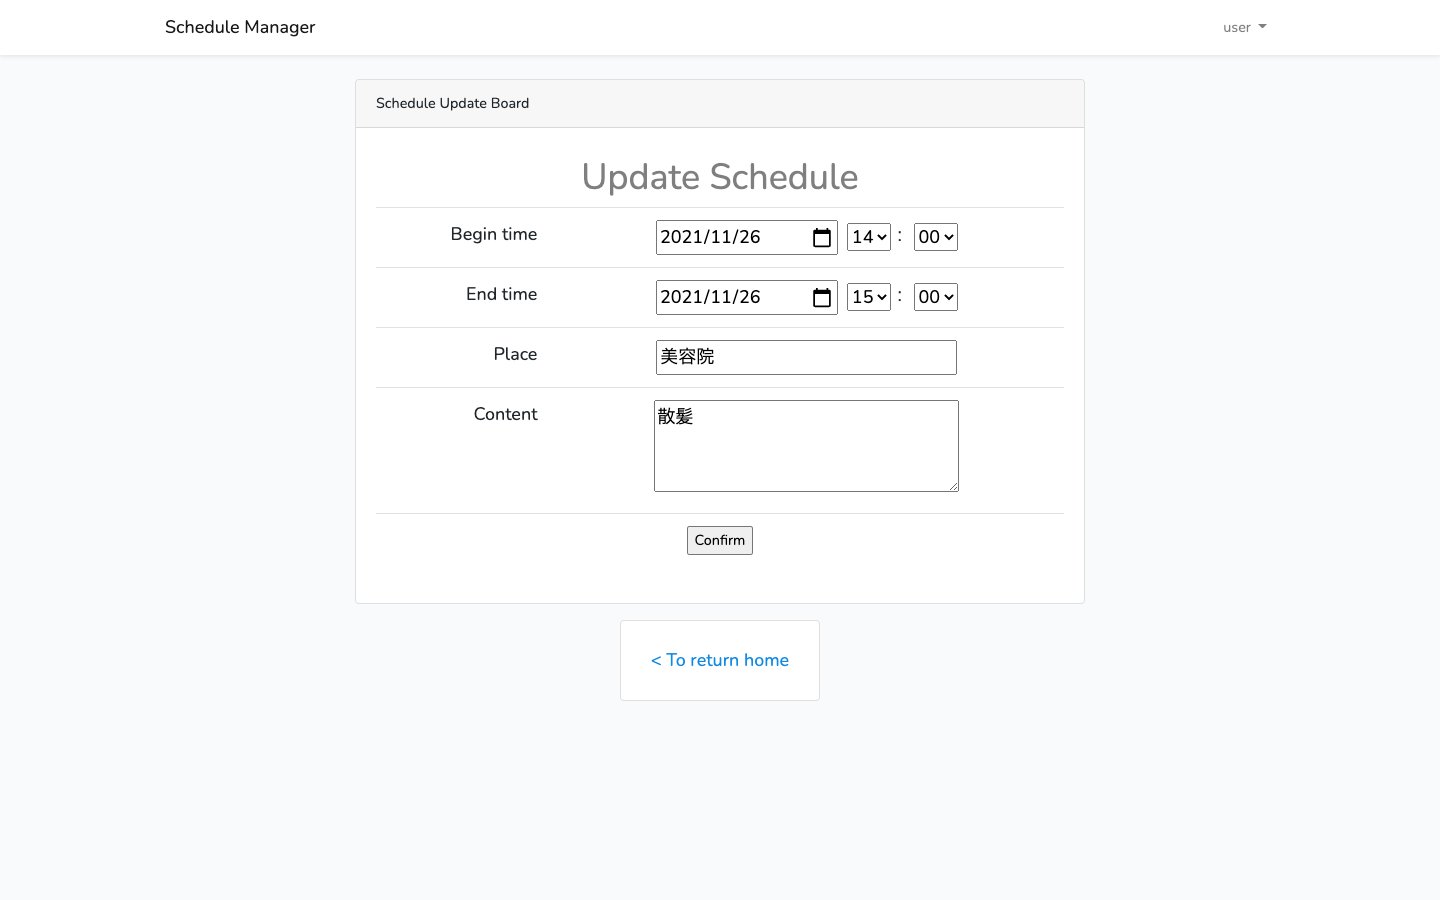 Schedule Manager
user
Schedule Update Board
Update Schedule
Begin time 2021/11/26 14 : 00
End time 2021/11/26 15 : 00
Place 美容院
Content 散髪
Confirm
< To return home